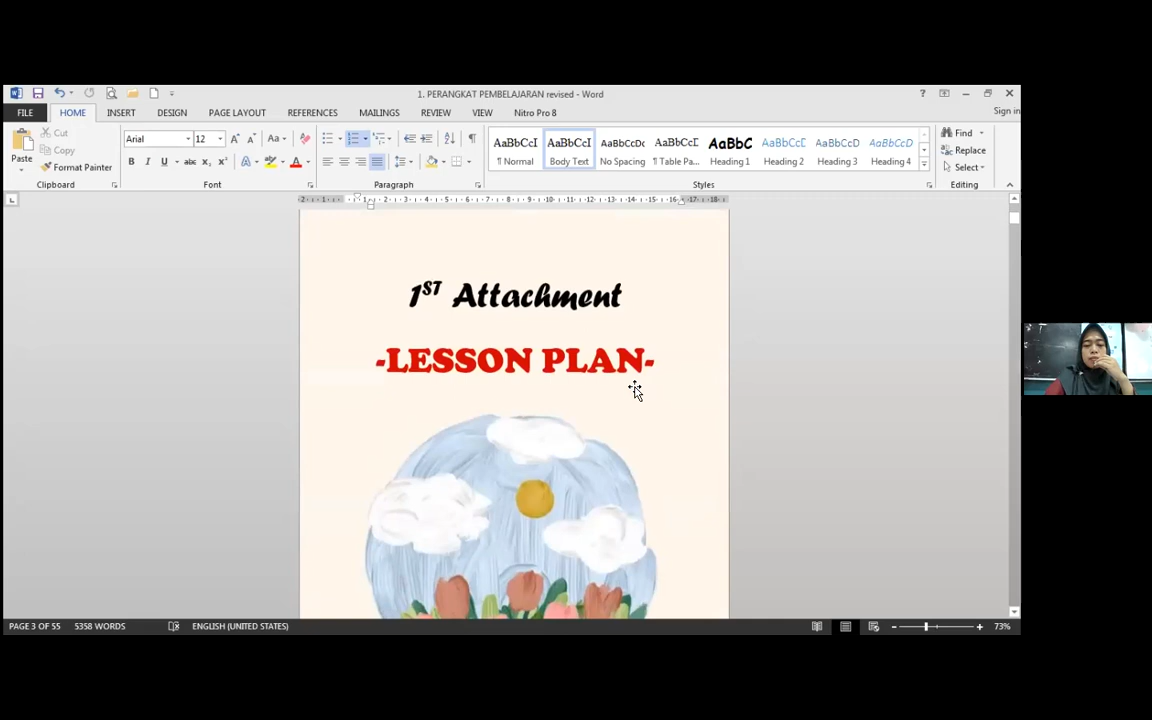 1. PERANGKAT PEMBELAJARAN revised - Word
Sign in
FILE HOME INSERT DESIGN PAGE LAYOUT REFERENCES MAILINGS REVIEW VIEW Nitro Pro 8
Paste
Cut
Copy
Format Painter
Clipboard
Arial 12
Font
Paragraph
AaBbCcI AaBbCcI AaBbCcDc AaBbCcD AaBbC AaBbCcD AaBbCcD AaBbCcD
¶ Normal Body Text No Spacing ¶ Table Pa... Heading 1 Heading 2 Heading 3 Heading 4
Styles
Find
Replace
Select
Editing
1ST Attachment
-LESSON PLAN-
PAGE 3 OF 55 5358 WORDS ENGLISH (UNITED STATES) 73%